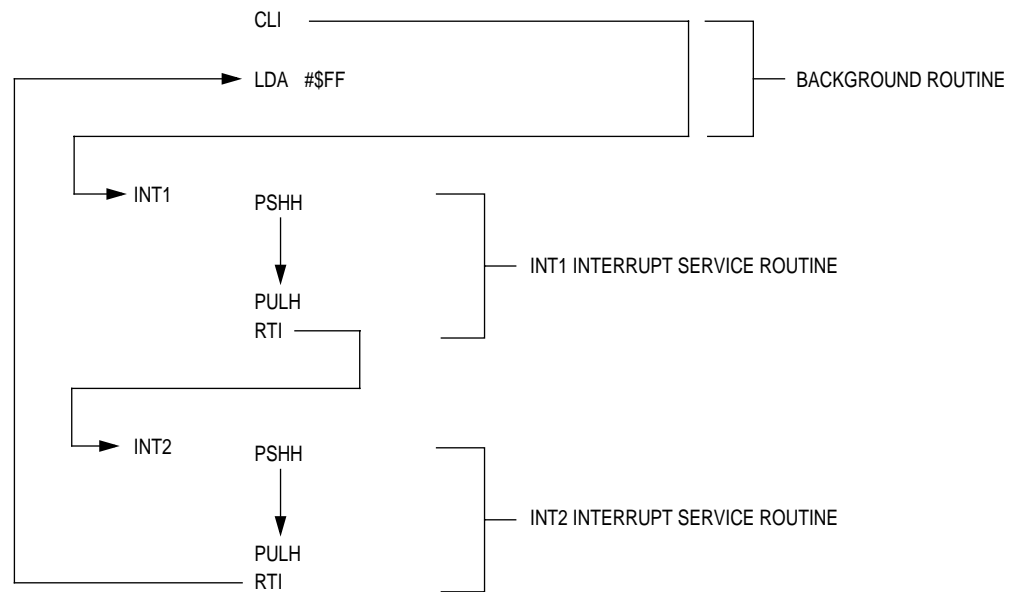 CLI
LDA #$FF
BACKGROUND ROUTINE
INT1
PSHH
INT1 INTERRUPT SERVICE ROUTINE
PULH
RTI
INT2
PSHH
INT2 INTERRUPT SERVICE ROUTINE
PULH
RTI